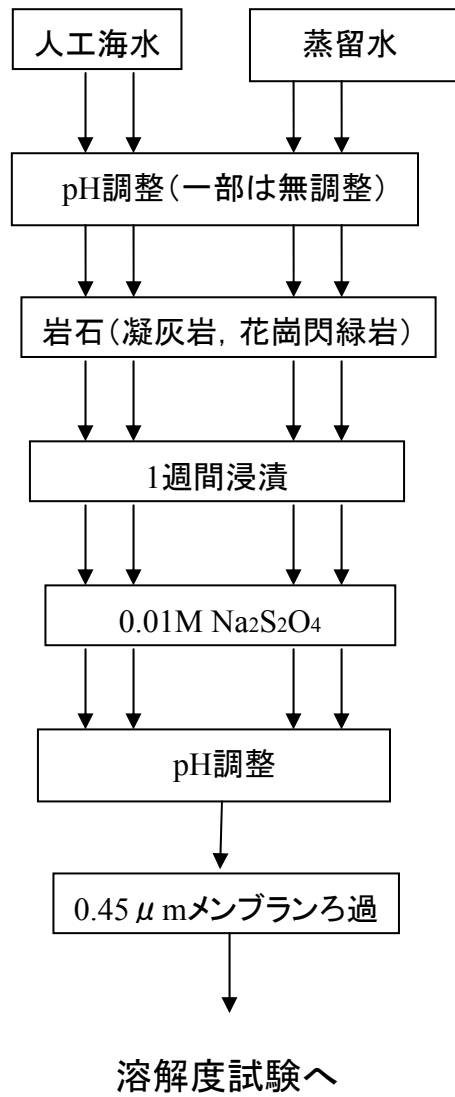 人工海水
蒸留水
pH調整（一部は無調整）
岩石（凝灰岩，花崗閃緑岩）
1週間浸漬
0.01M Na2S2O4
pH調整
0.45μmメンブランろ過
溶解度試験へ